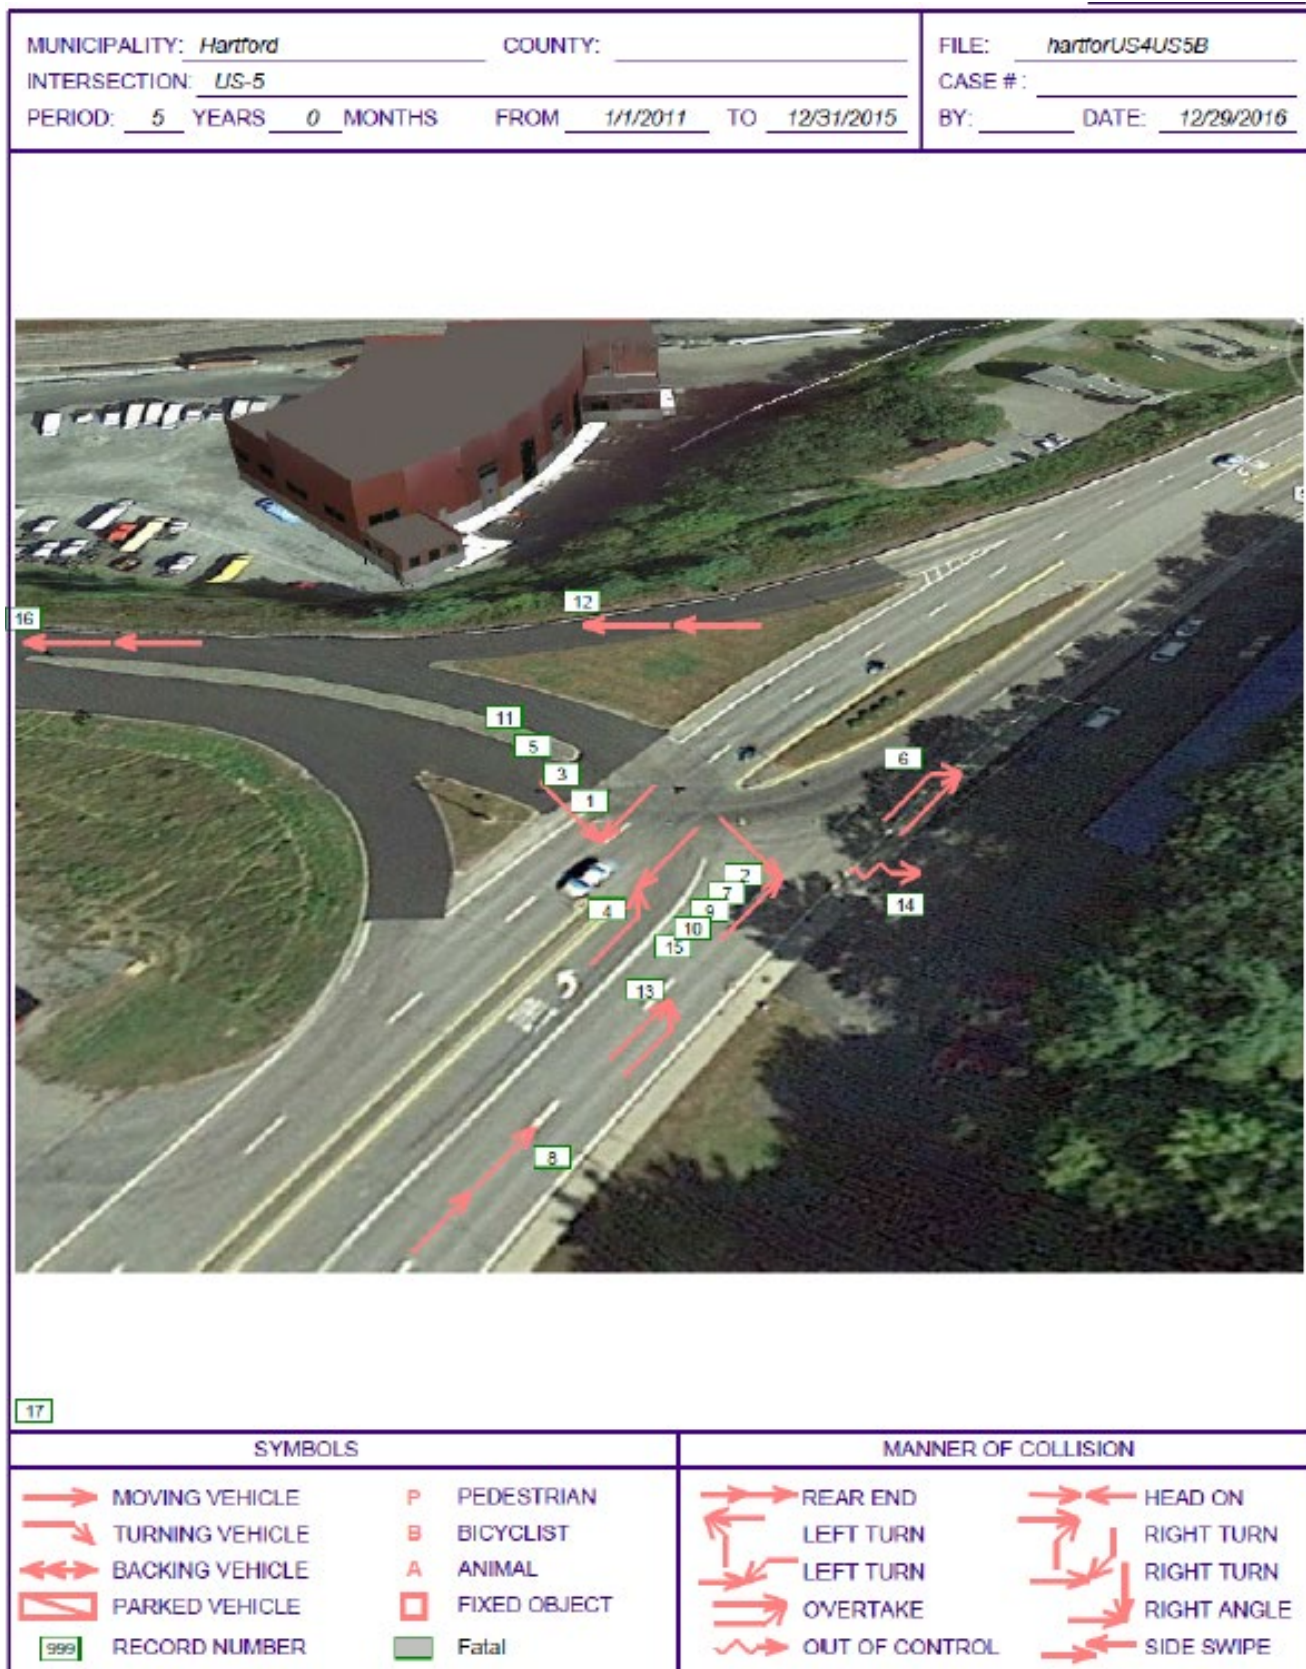 MUNICIPALITY: Hartford COUNTY: FILE: hartforUS4US5B
INTERSECTION: US-5 CASE # :
PERIOD: 5 YEARS 0 MONTHS FROM 1/1/2011 TO 12/31/2015 BY: DATE: 12/29/2016
12
16
11
5
3
6
1
2
7
4
9
14
10
15
13
8
17
SYMBOLS MANNER OF COLLISION
MOVING VEHICLE P PEDESTRIAN REAR END HEAD ON
TURNING VEHICLE B BICYCLIST LEFT TURN RIGHT TURN
BACKING VEHICLE A ANIMAL LEFT TURN RIGHT TURN
PARKED VEHICLE FIXED OBJECT OVERTAKE RIGHT ANGLE
999 RECORD NUMBER Fatal OUT OF CONTROL SIDE SWIPE